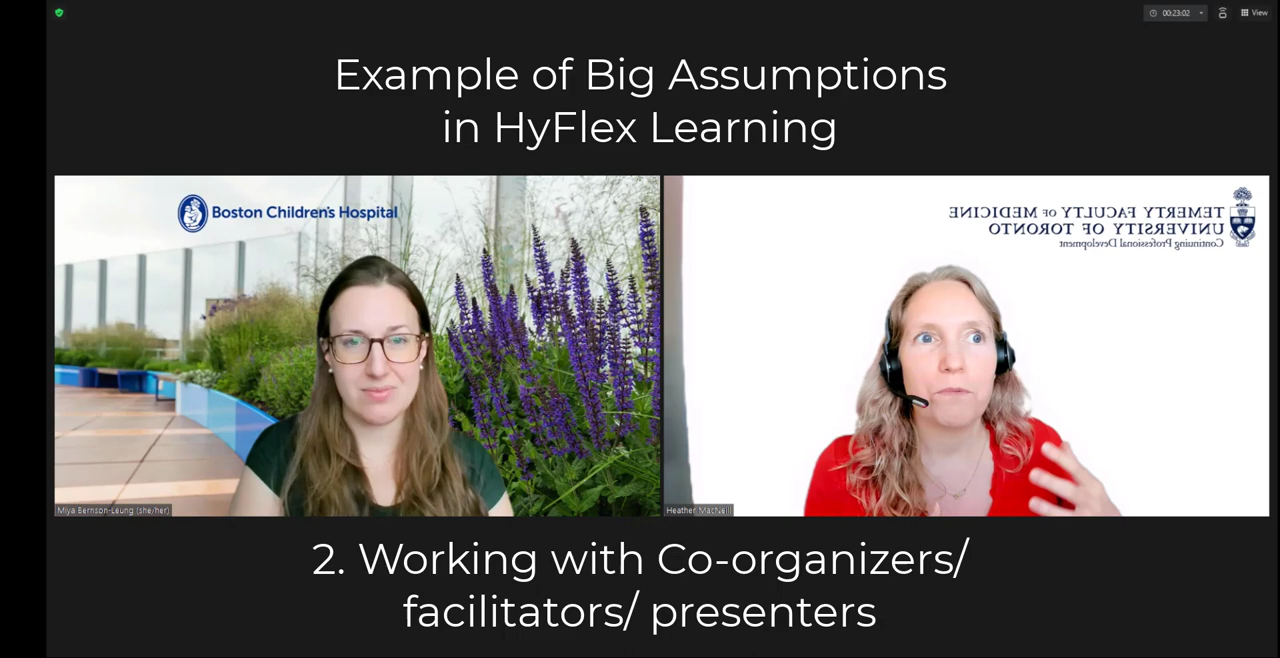 00:23:02
View
Example of Big Assumptions
in HyFlex Learning
Boston Children's Hospital
TEMERTY FACULTY OF MEDICINE
UNIVERSITY OF TORONTO
Continuing Professional Development
Miya Bernson-Leung (she/her)
Heather MacNeill
2. Working with Co-organizers/
facilitators/ presenters